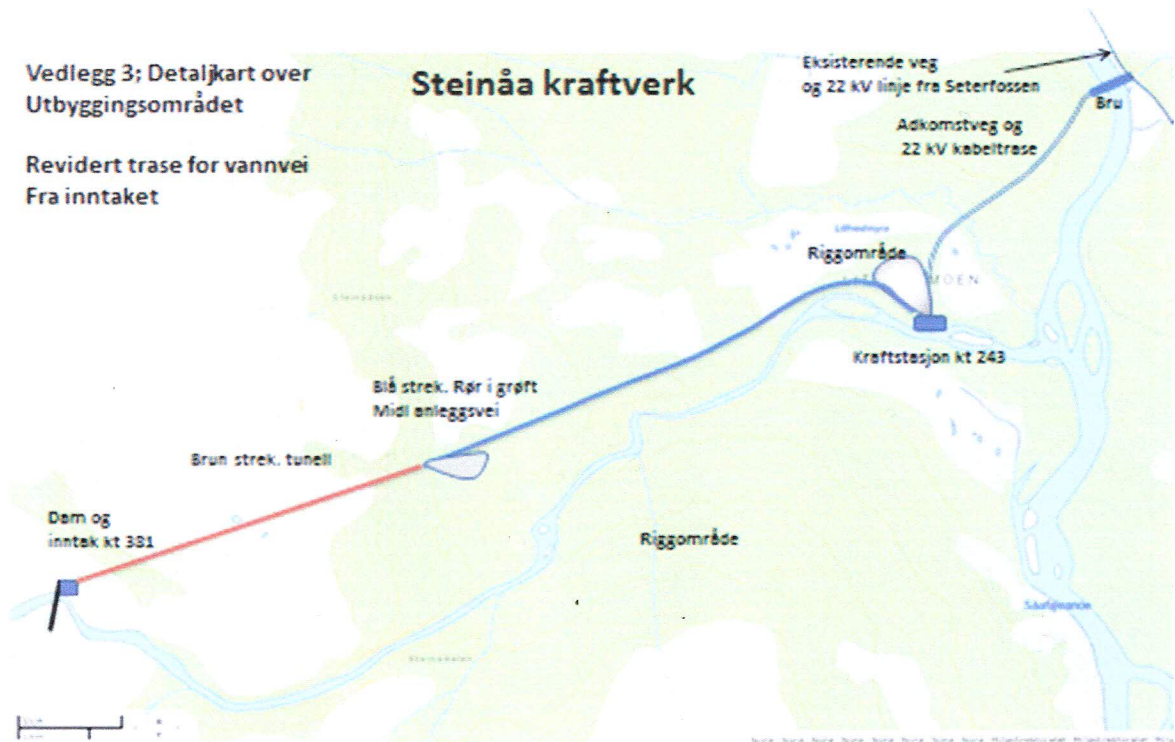 Vedlegg 3; Detaljkart over
Utbyggingsområdet
Revidert trase for vannvei
Fra inntaket
Steinåa kraftverk
Eksisterende veg
og 22 kV linje fra Seterfossen
Bru
Adkomstveg og
22 kV kabeltrase
Riggområde
MOEN
Kraftstasjon kt 243
Blå strek. Rør i grøft
Midl anleggsvei
Brun strek. tunell
Dam og
inntak kt 381
Riggområde